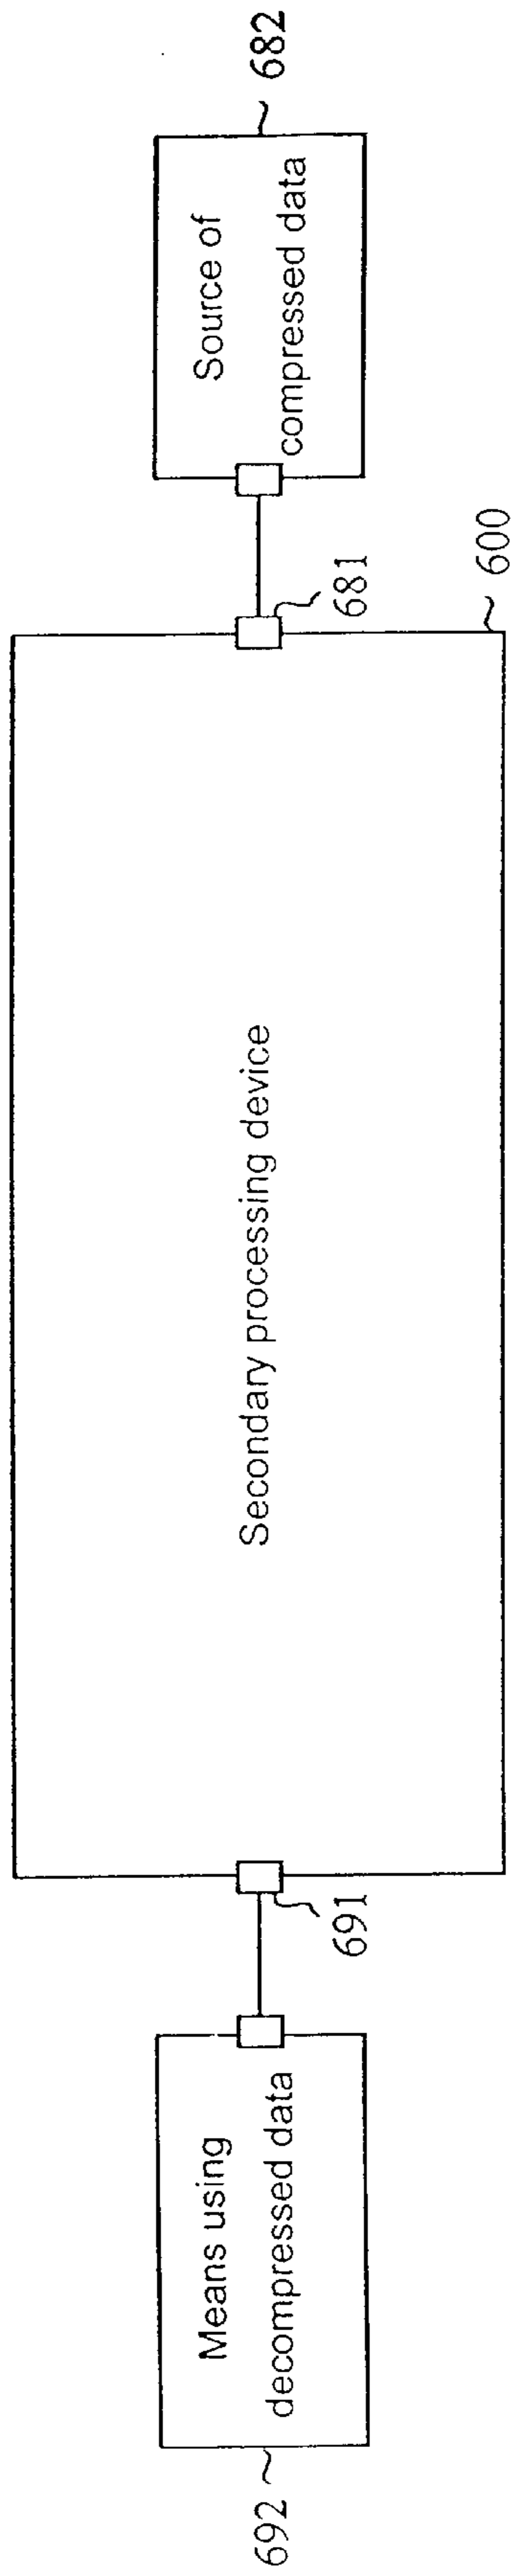 692
Means using
decompressed data
691
Secondary processing device
600
681
Source of
compressed data
682